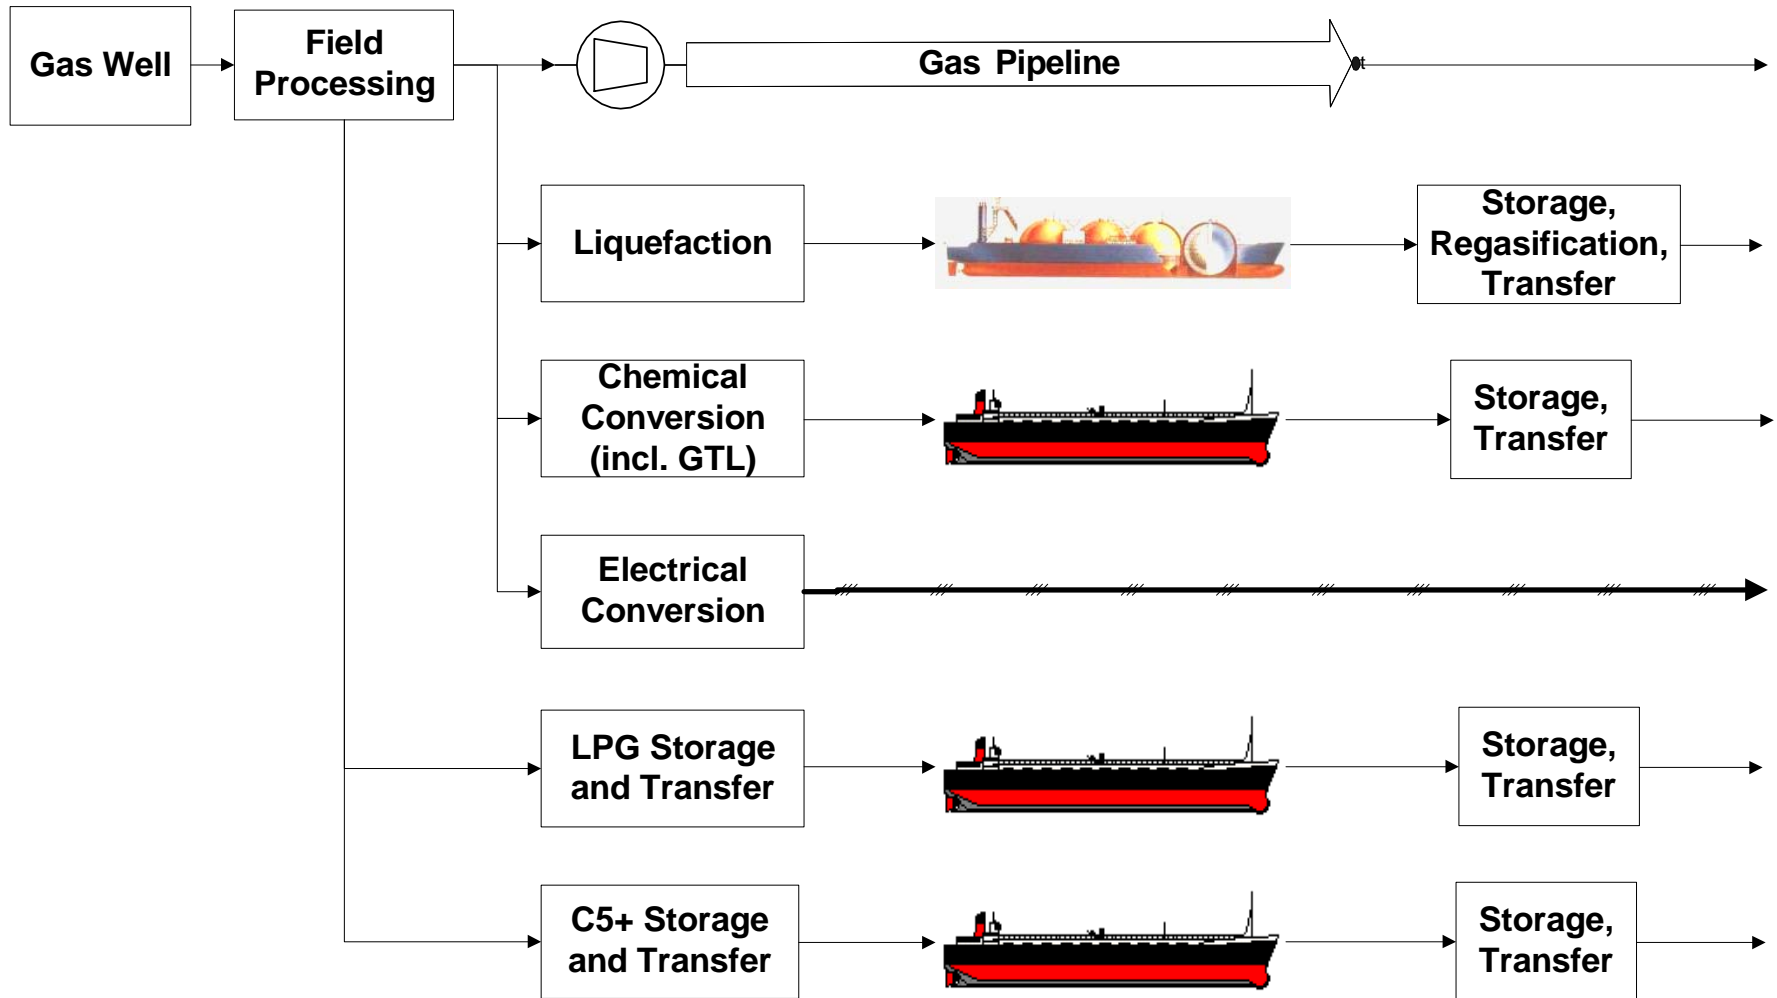 Gas Well
Field
Processing
Gas Pipeline
t
Liquefaction
Storage,
Regasification,
Transfer
Chemical
Conversion
(incl. GTL)
Storage,
Transfer
Electrical
Conversion
LPG Storage
and Transfer
Storage,
Transfer
C5+ Storage
and Transfer
Storage,
Transfer